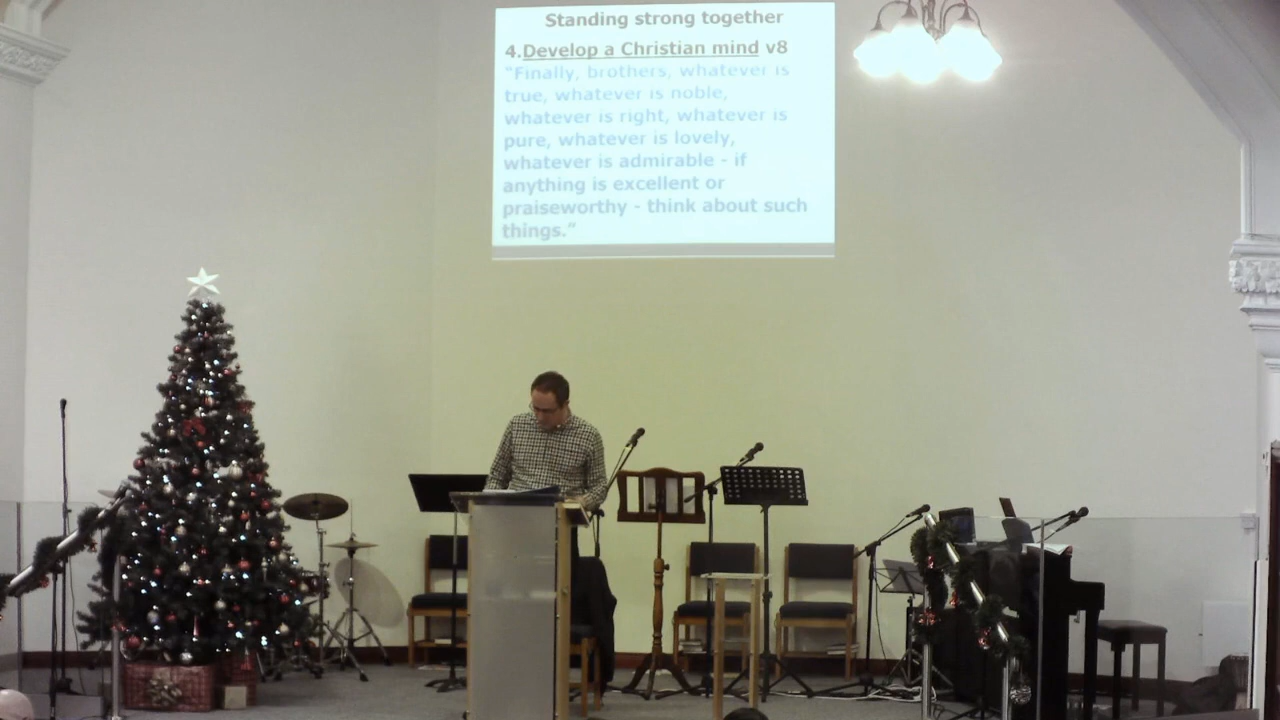 Standing strong together
4.Develop a Christian mind v8
"Finally, brothers, whatever is
true, whatever is noble,
whatever is right, whatever is
pure, whatever is lovely,
whatever is admirable - if
anything is excellent or
praiseworthy - think about such
things."